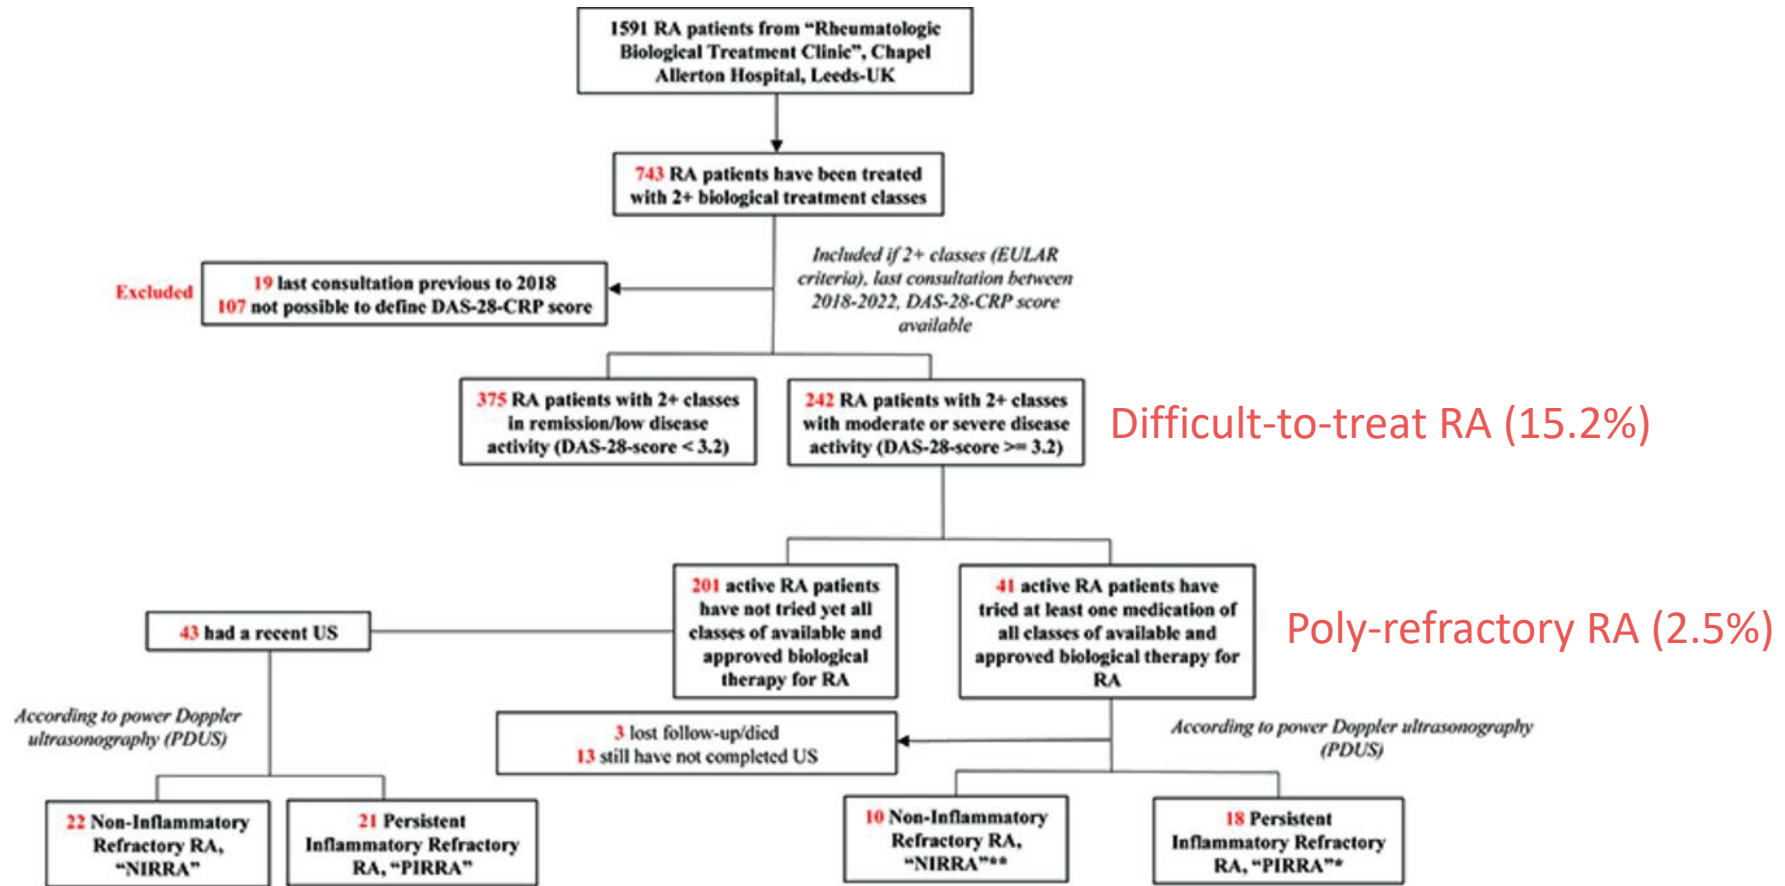 1591 RA patients from “Rheumatologic
Biological Treatment Clinic”, Chapel
Allerton Hospital, Leeds-UK
743 RA patients have been treated
with 2+ biological treatment classes
Included if 2+ classes (EULAR
criteria), last consultation between
2018-2022, DAS-28-CRP score
available
Excluded
19 last consultation previous to 2018
107 not possible to define DAS-28-CRP score
375 RA patients with 2+ classes
in remission/low disease
activity (DAS-28-score < 3.2)
242 RA patients with 2+ classes
with moderate or severe disease
activity (DAS-28-score >= 3.2)
Difficult-to-treat RA (15.2%)
201 active RA patients
have not tried yet all
classes of available and
approved biological
therapy for RA
41 active RA patients have
tried at least one medication of
all classes of available and
approved biological therapy for
RA
Poly-refractory RA (2.5%)
43 had a recent US
According to power Doppler
ultrasonography (PDUS)
3 lost follow-up/died
13 still have not completed US
According to power Doppler ultrasonography
(PDUS)
22 Non-Inflammatory
Refractory RA,
“NIRRA”
21 Persistent
Inflammatory Refractory
RA, “PIRRA”
10 Non-Inflammatory
Refractory RA,
“NIRRA”**
18 Persistent
Inflammatory Refractory
RA, “PIRRA”*